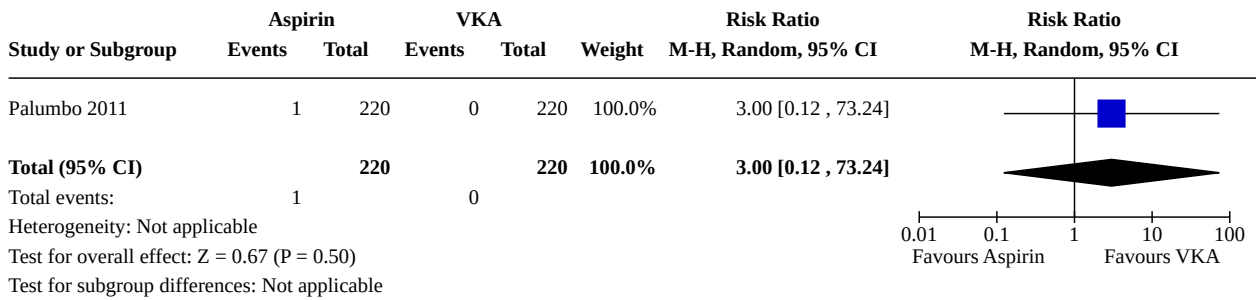 Aspirin VKA Risk Ratio Risk Ratio
Study or Subgroup Events Total Events Total Weight M-H, Random, 95% CI M-H, Random, 95% CI
Palumbo 2011 1 220 0 220 100.0% 3.00 [0.12 , 73.24]
Total (95% CI) 220 220 100.0% 3.00 [0.12 , 73.24]
Total events: 1 0
Heterogeneity: Not applicable
0.01 0.1 1 10 100
Test for overall effect: Z = 0.67 (P = 0.50) Favours Aspirin Favours VKA
Test for subgroup differences: Not applicable